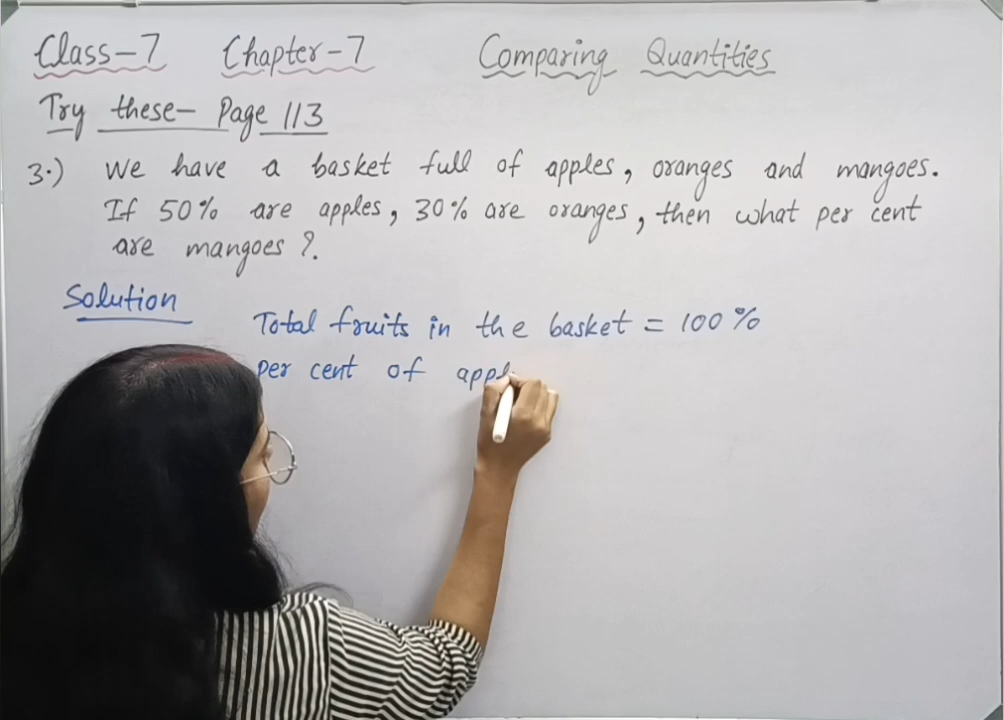 Class-7 Chapter-7 Comparing Quantities
Try these- Page 113
3.) We have a basket full of apples, oranges and mangoes.
If 50% are apples, 30% are oranges, then what per cent
are mangoes?.
Solution
Total fruits in the basket = 100%
Per cent of appl